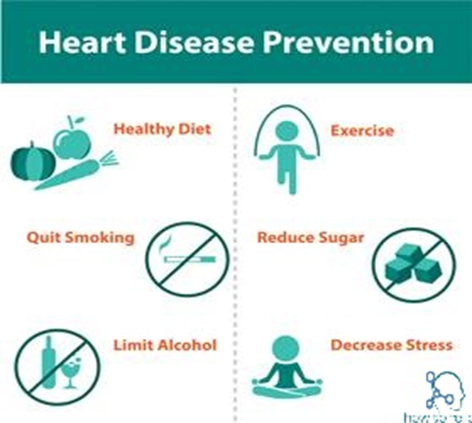 Heart Disease Prevention
Healthy Diet
Exercise
Quit Smoking
Reduce Sugar
Limit Alcohol
Decrease Stress